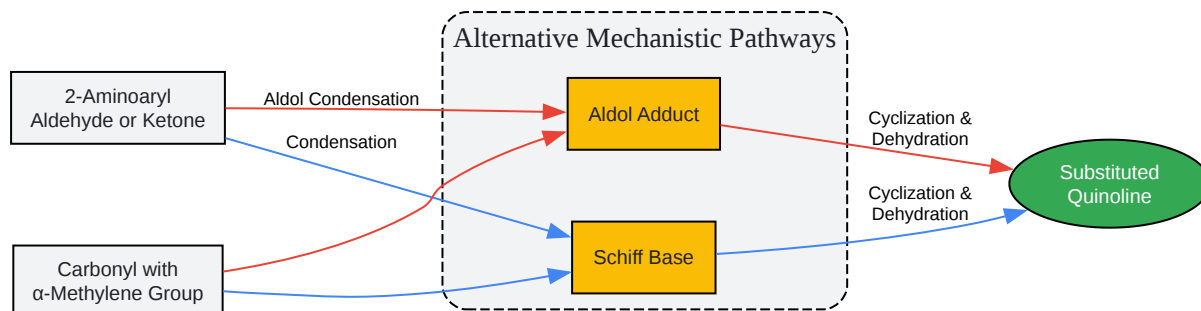 Alternative Mechanistic Pathways
2-Aminoaryl
Aldehyde or Ketone
Aldol Condensation
Condensation
Aldol Adduct
Cyclization &
Dehydration
Substituted
Quinoline
Cyclization &
Dehydration
Carbonyl with
α-Methylene Group
Schiff Base